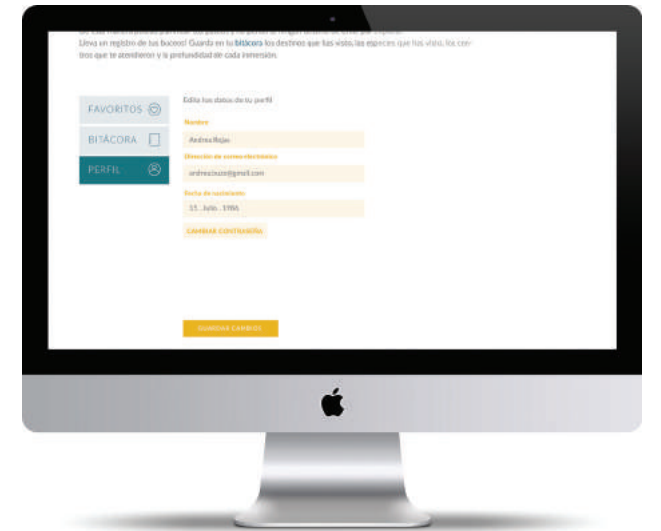 Lleva un registro de tus buceos! Guarda en tu bitácora los destinos que has visto, las especies que has visto, los cen-
tros que te atendieron y la profundidad de cada inmersión.
FAVORITOS
Edita los datos de tu perfil
Nombre
BITÁCORA
Andrea Rojas
Dirección de correo electrónico
PERFIL
Fecha de nacimiento
15 . Julio . 1986
CAMBIAR CONTRASEÑA
GUARDAR CAMBIOS